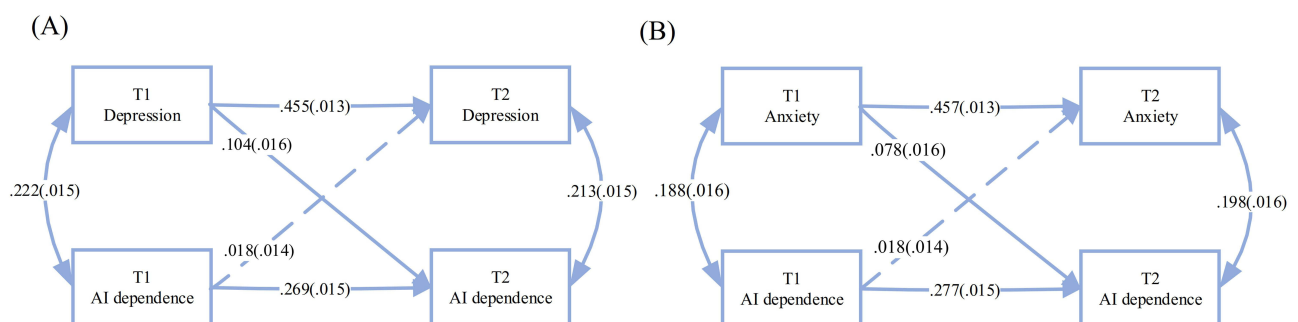 (A)
T1
Depression
.455(.013)
T2
Depression
.104(.016)
.222(.015)
.213(.015)
.018(.014)
T1
AI dependence
.269(.015)
T2
AI dependence
(B)
T1
Anxiety
.457(.013)
T2
Anxiety
.078(.016)
.188(.016)
.198(.016)
.018(.014)
T1
AI dependence
.277(.015)
T2
AI dependence